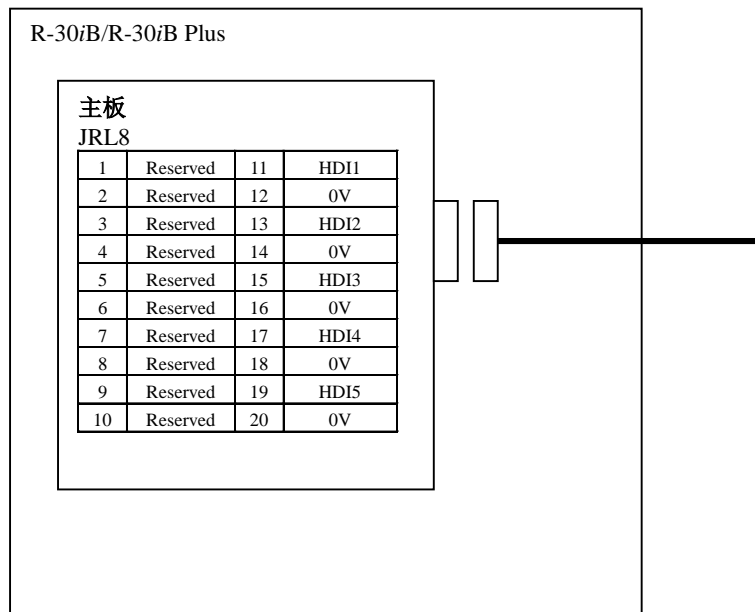 R-30iB/R-30iB Plus
主板
JRL8
1 Reserved 11 HDI1
2 Reserved 12 0V
3 Reserved 13 HDI2
4 Reserved 14 0V
5 Reserved 15 HDI3
6 Reserved 16 0V
7 Reserved 17 HDI4
8 Reserved 18 0V
9 Reserved 19 HDI5
10 Reserved 20 0V